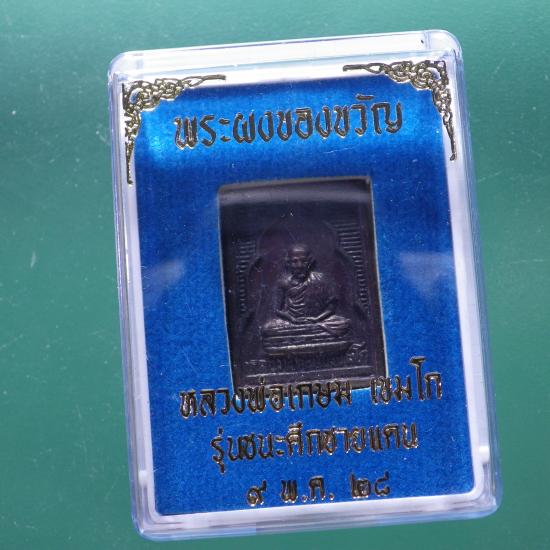 พระผงของขวัญ
หลวงพ่อเกษม เขมโก
รุ่นชนะศึกชายแดน
๙ พ.ค. ๒๘